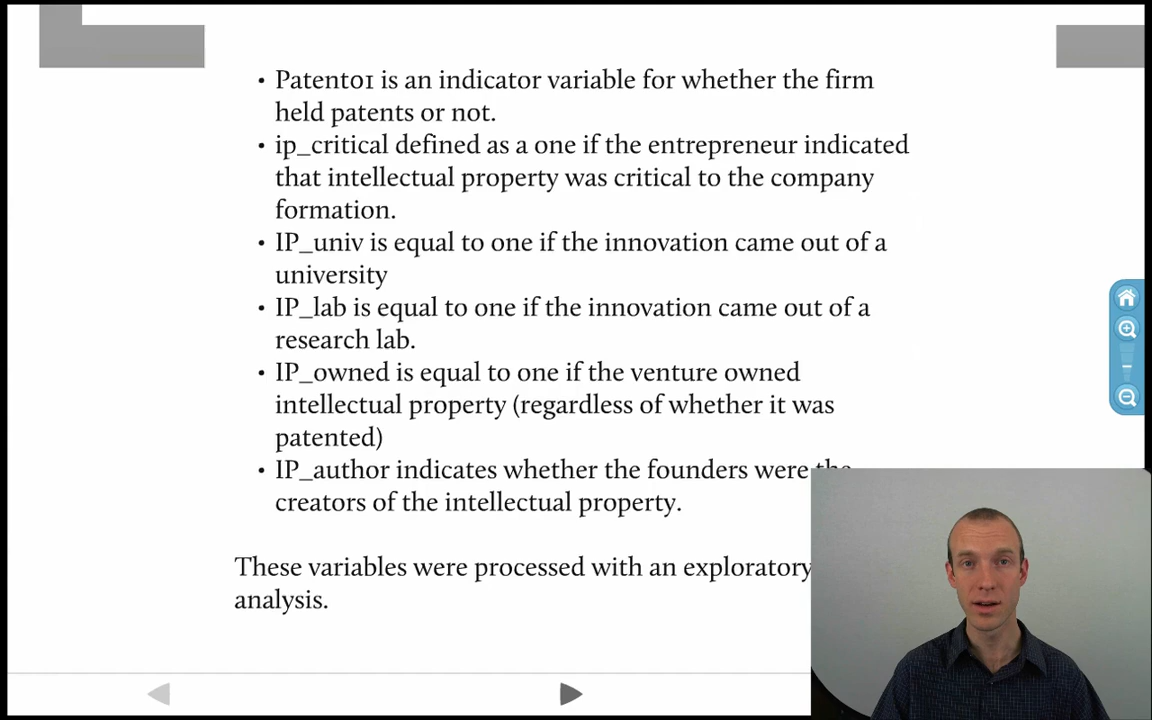 • Patent01 is an indicator variable for whether the firm
held patents or not.
• ip_critical defined as a one if the entrepreneur indicated
that intellectual property was critical to the company
formation.
• IP_univ is equal to one if the innovation came out of a
university
• IP_lab is equal to one if the innovation came out of a
research lab.
• IP_owned is equal to one if the venture owned
intellectual property (regardless of whether it was
patented)
• IP_author indicates whether the founders were the
creators of the intellectual property.
These variables were processed with an exploratory
analysis.